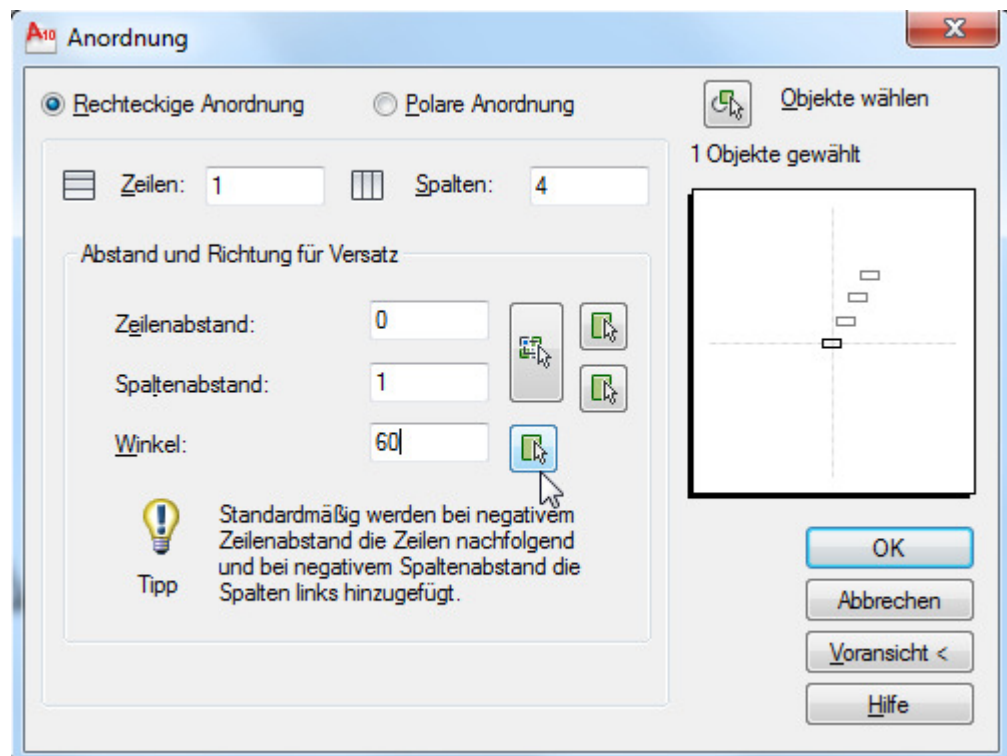 A10 Anordnung
Rechteckige Anordnung
Polare Anordnung
Objekte wählen
1 Objekte gewählt
Zeilen: 1
Spalten: 4
Abstand und Richtung für Versatz
Zeilenabstand: 0
Spaltenabstand: 1
Winkel: 60
Tipp
Standardmäßig werden bei negativem
Zeilenabstand die Zeilen nachfolgend
und bei negativem Spaltenabstand die
Spalten links hinzugefügt.
OK
Abbrechen
Voransicht <
Hilfe